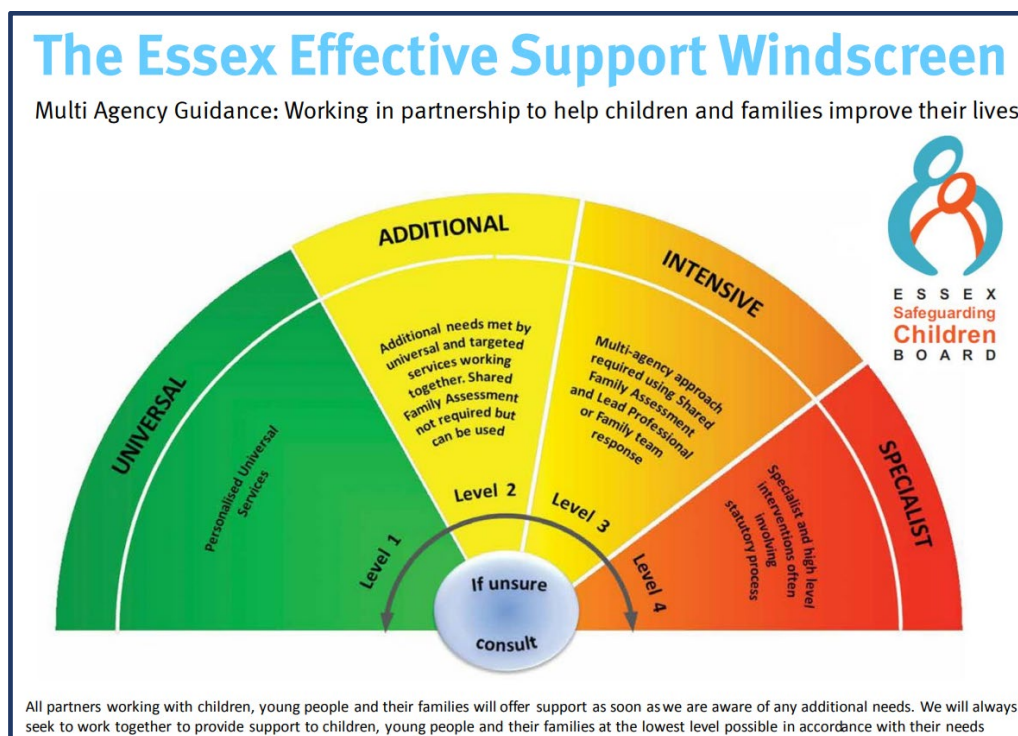 The Essex Effective Support Windscreen
Multi Agency Guidance: Working in partnership to help children and families improve their lives
ESSEX
Safeguarding
Children
BOARD
UNIVERSAL
Personalised Universal
Services
Level 1
ADDITIONAL
Additional needs met by
universal and targeted
services working
together. Shared
Family Assessment
not required but
can be used
Level 2
INTENSIVE
Multi-agency approach
required using Shared
Family Assessment
and Lead Professional
or Family team
response
Level 3
SPECIALIST
Specialist and high level
interventions often
involving
statutory process
Level 4
If unsure
consult
All partners working with children, young people and their families will offer support as soon as we are aware of any additional needs. We will always
seek to work together to provide support to children, young people and their families at the lowest level possible in accordance with their needs